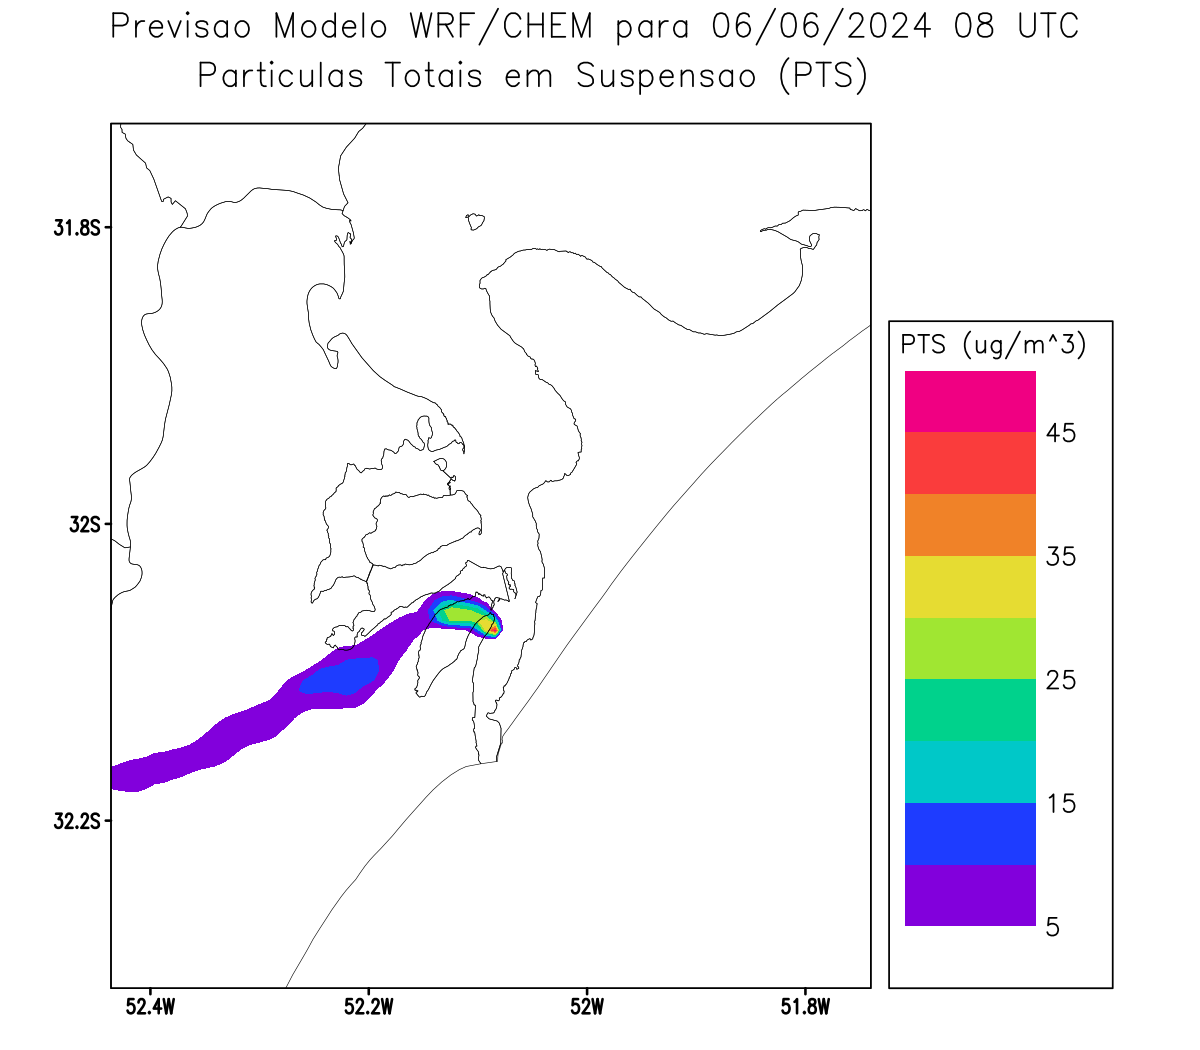 Previsao Modelo WRF/CHEM para 06/06/2024 08 UTC
Particulas Totais em Suspensao (PTS)
31.8S
32S
32.2S
52.4W
52.2W
52W
51.8W
PTS (ug/m^3)
45
35
25
15
5